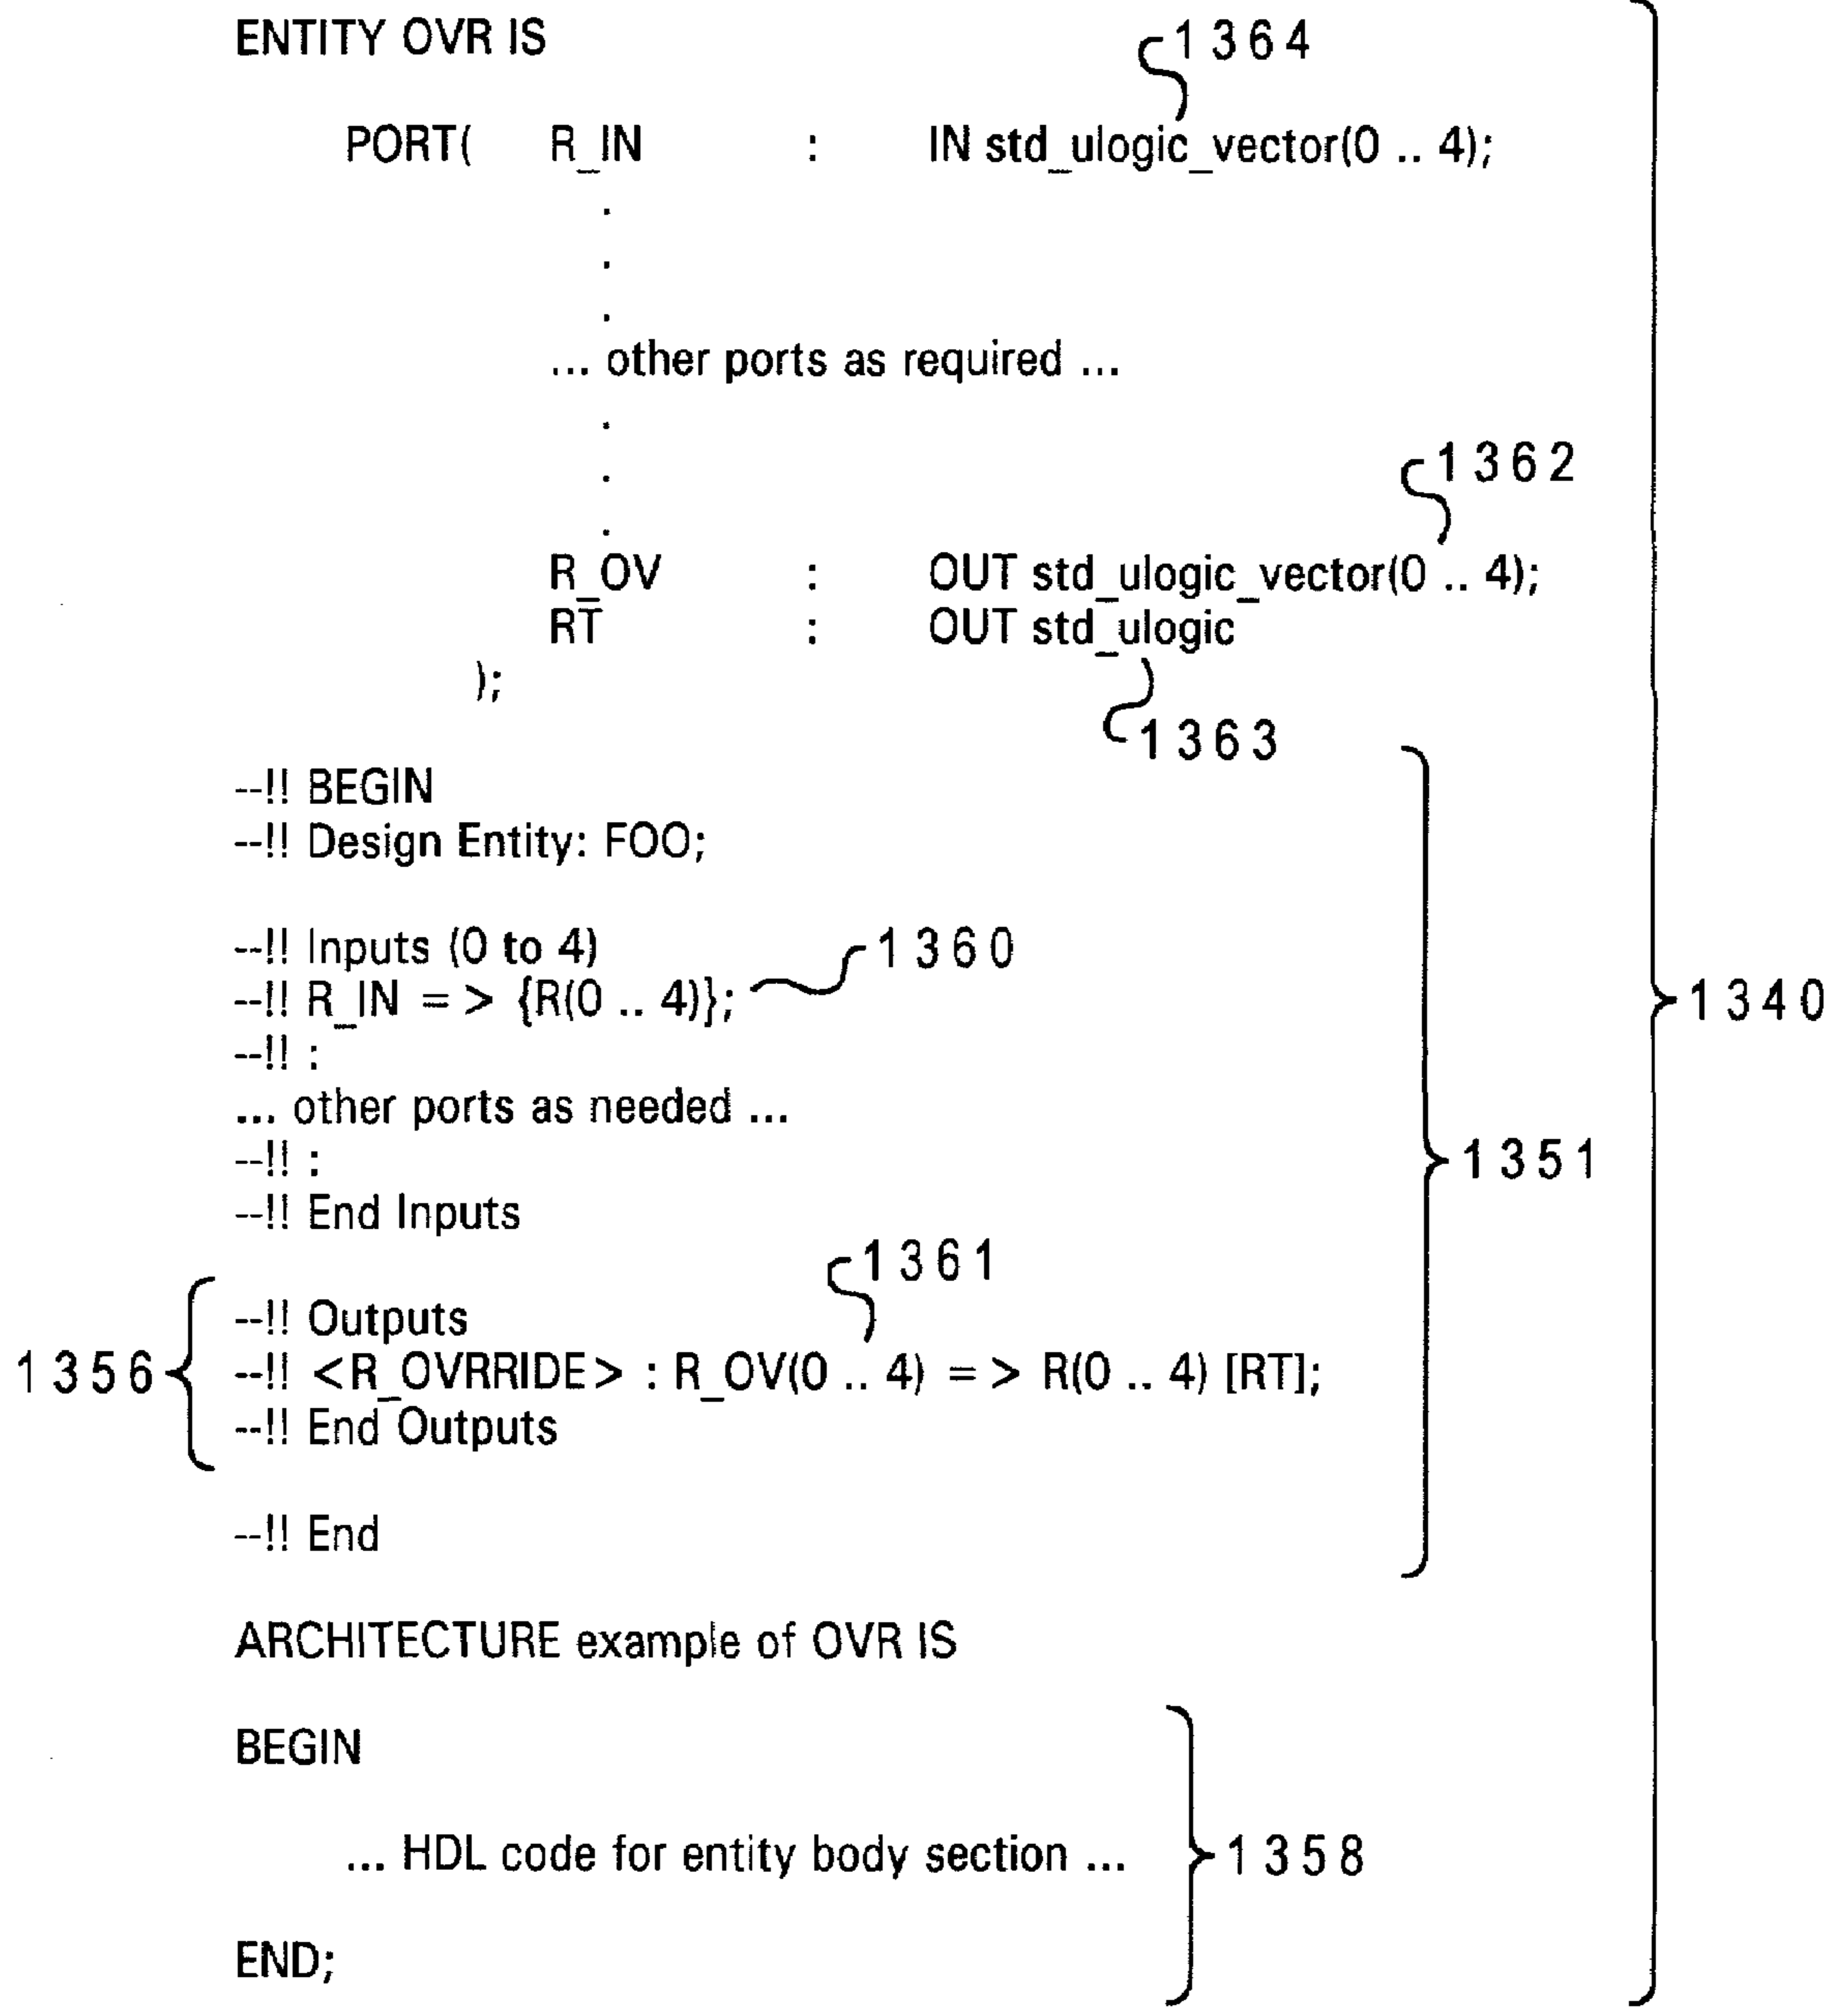 ENTITY OVR IS
1364
PORT( R_IN : IN std_ulogic_vector(0 .. 4);
.
.
.
... other ports as required ...
.
.
.
1362
R_OV : OUT std_ulogic_vector(0 .. 4);
RT : OUT std_ulogic
);
1363
--!! BEGIN
--!! Design Entity: FOO;
--!! Inputs (0 to 4)
1360
--!! R_IN = > {R(0 .. 4)};
1340
--!! :
... other ports as needed ...
--!! :
1351
--!! End Inputs
1361
--!! Outputs
1356
--!! <R_OVRRIDE> : R_OV(0 .. 4) = > R(0 .. 4) [RT];
--!! End Outputs
--!! End
ARCHITECTURE example of OVR IS
BEGIN
... HDL code for entity body section ...
1358
END;